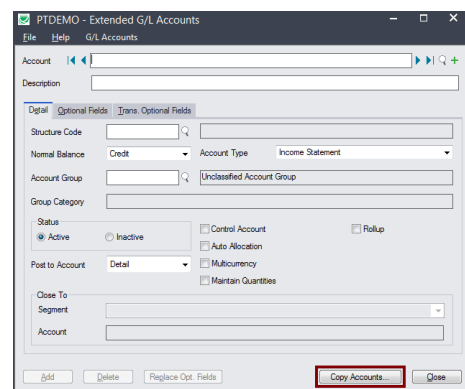 PTDEMO - Extended G/L Accounts
File Help G/L Accounts
Account
Description
Detail Optional Fields Trans. Optional Fields
Structure Code
Normal Balance Credit Account Type Income Statement
Account Group Unclassified Account Group
Group Category
Status
Active Inactive
Control Account Rollup
Auto Allocation
Post to Account Detail Multicurrency
Maintain Quantities
Close To
Segment
Account
Add Delete Replace Opt. Fields Copy Accounts... Close